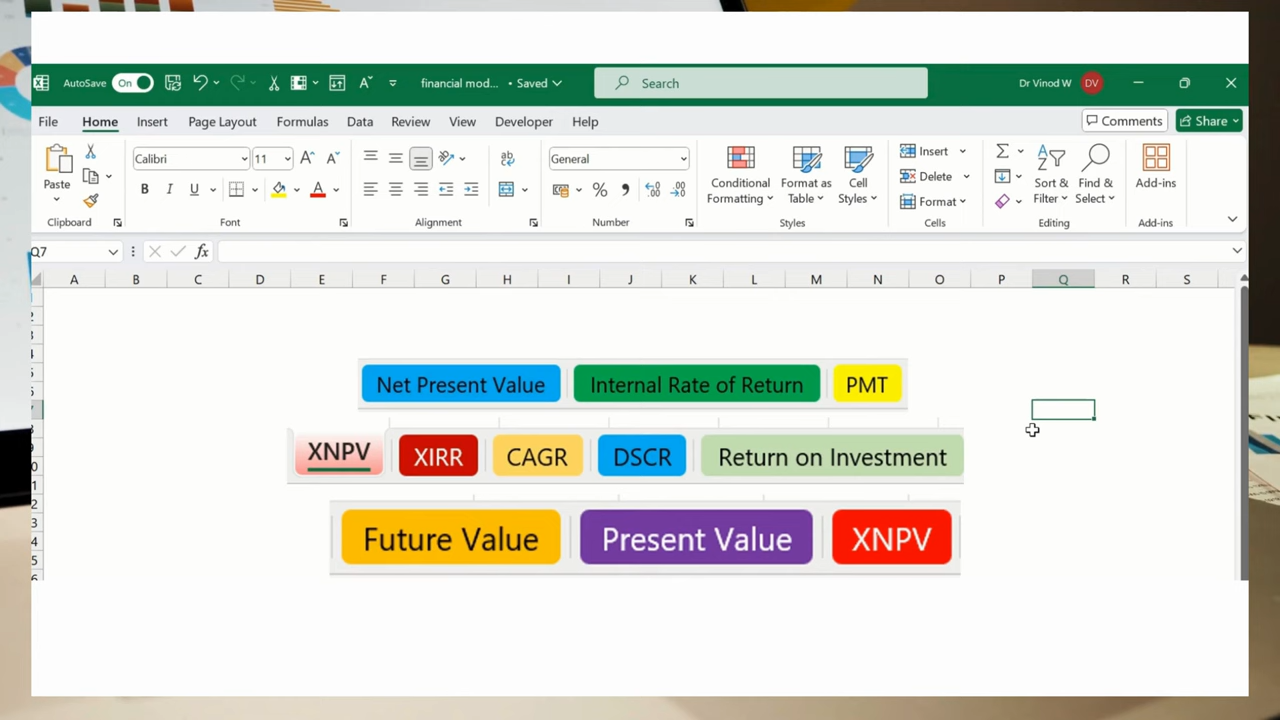 AutoSave On financial mod... • Saved Search Dr Vinod W DV
File Home Insert Page Layout Formulas Data Review View Developer Help Comments Share
Paste Calibri 11 A A General Conditional Formatting Format as Table Cell Styles Insert Delete Format Sort & Filter Find & Select Add-ins
B I U A % 
Clipboard Font Alignment Number Styles Cells Editing Add-ins
Q7 fx
A B C D E F G H I J K L M N O P Q R S
Net Present Value Internal Rate of Return PMT
XNPV XIRR CAGR DSCR Return on Investment
Future Value Present Value XNPV